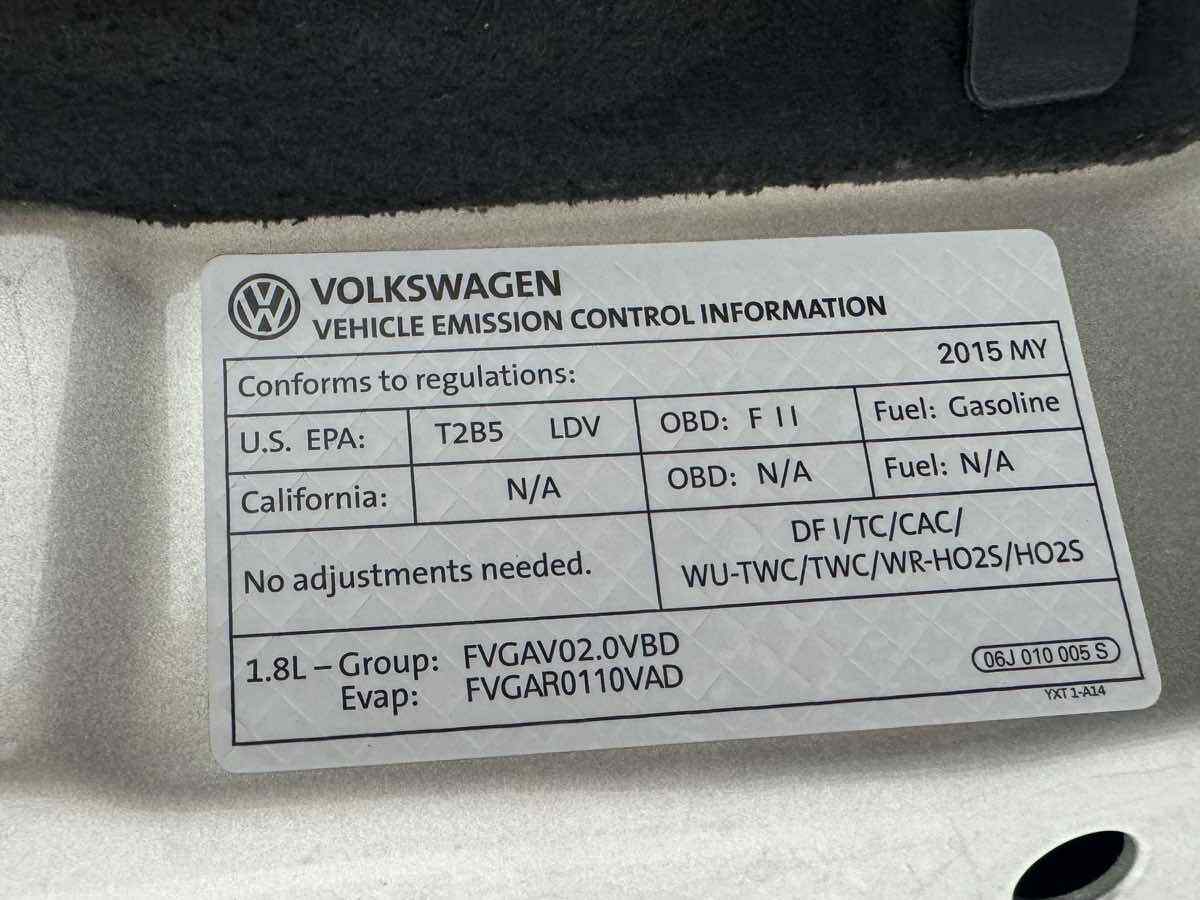 VOLKSWAGEN
VEHICLE EMISSION CONTROL INFORMATION
Conforms to regulations: 2015 MY
U.S. EPA: T2B5 LDV OBD: F II Fuel: Gasoline
California: N/A OBD: N/A Fuel: N/A
No adjustments needed.
DF I/TC/CAC/
WU-TWC/TWC/WR-HO2S/HO2S
1.8L – Group: FVGAV02.0VBD
Evap: FVGAR0110VAD
06J 010 005 S
YXT 1-A14